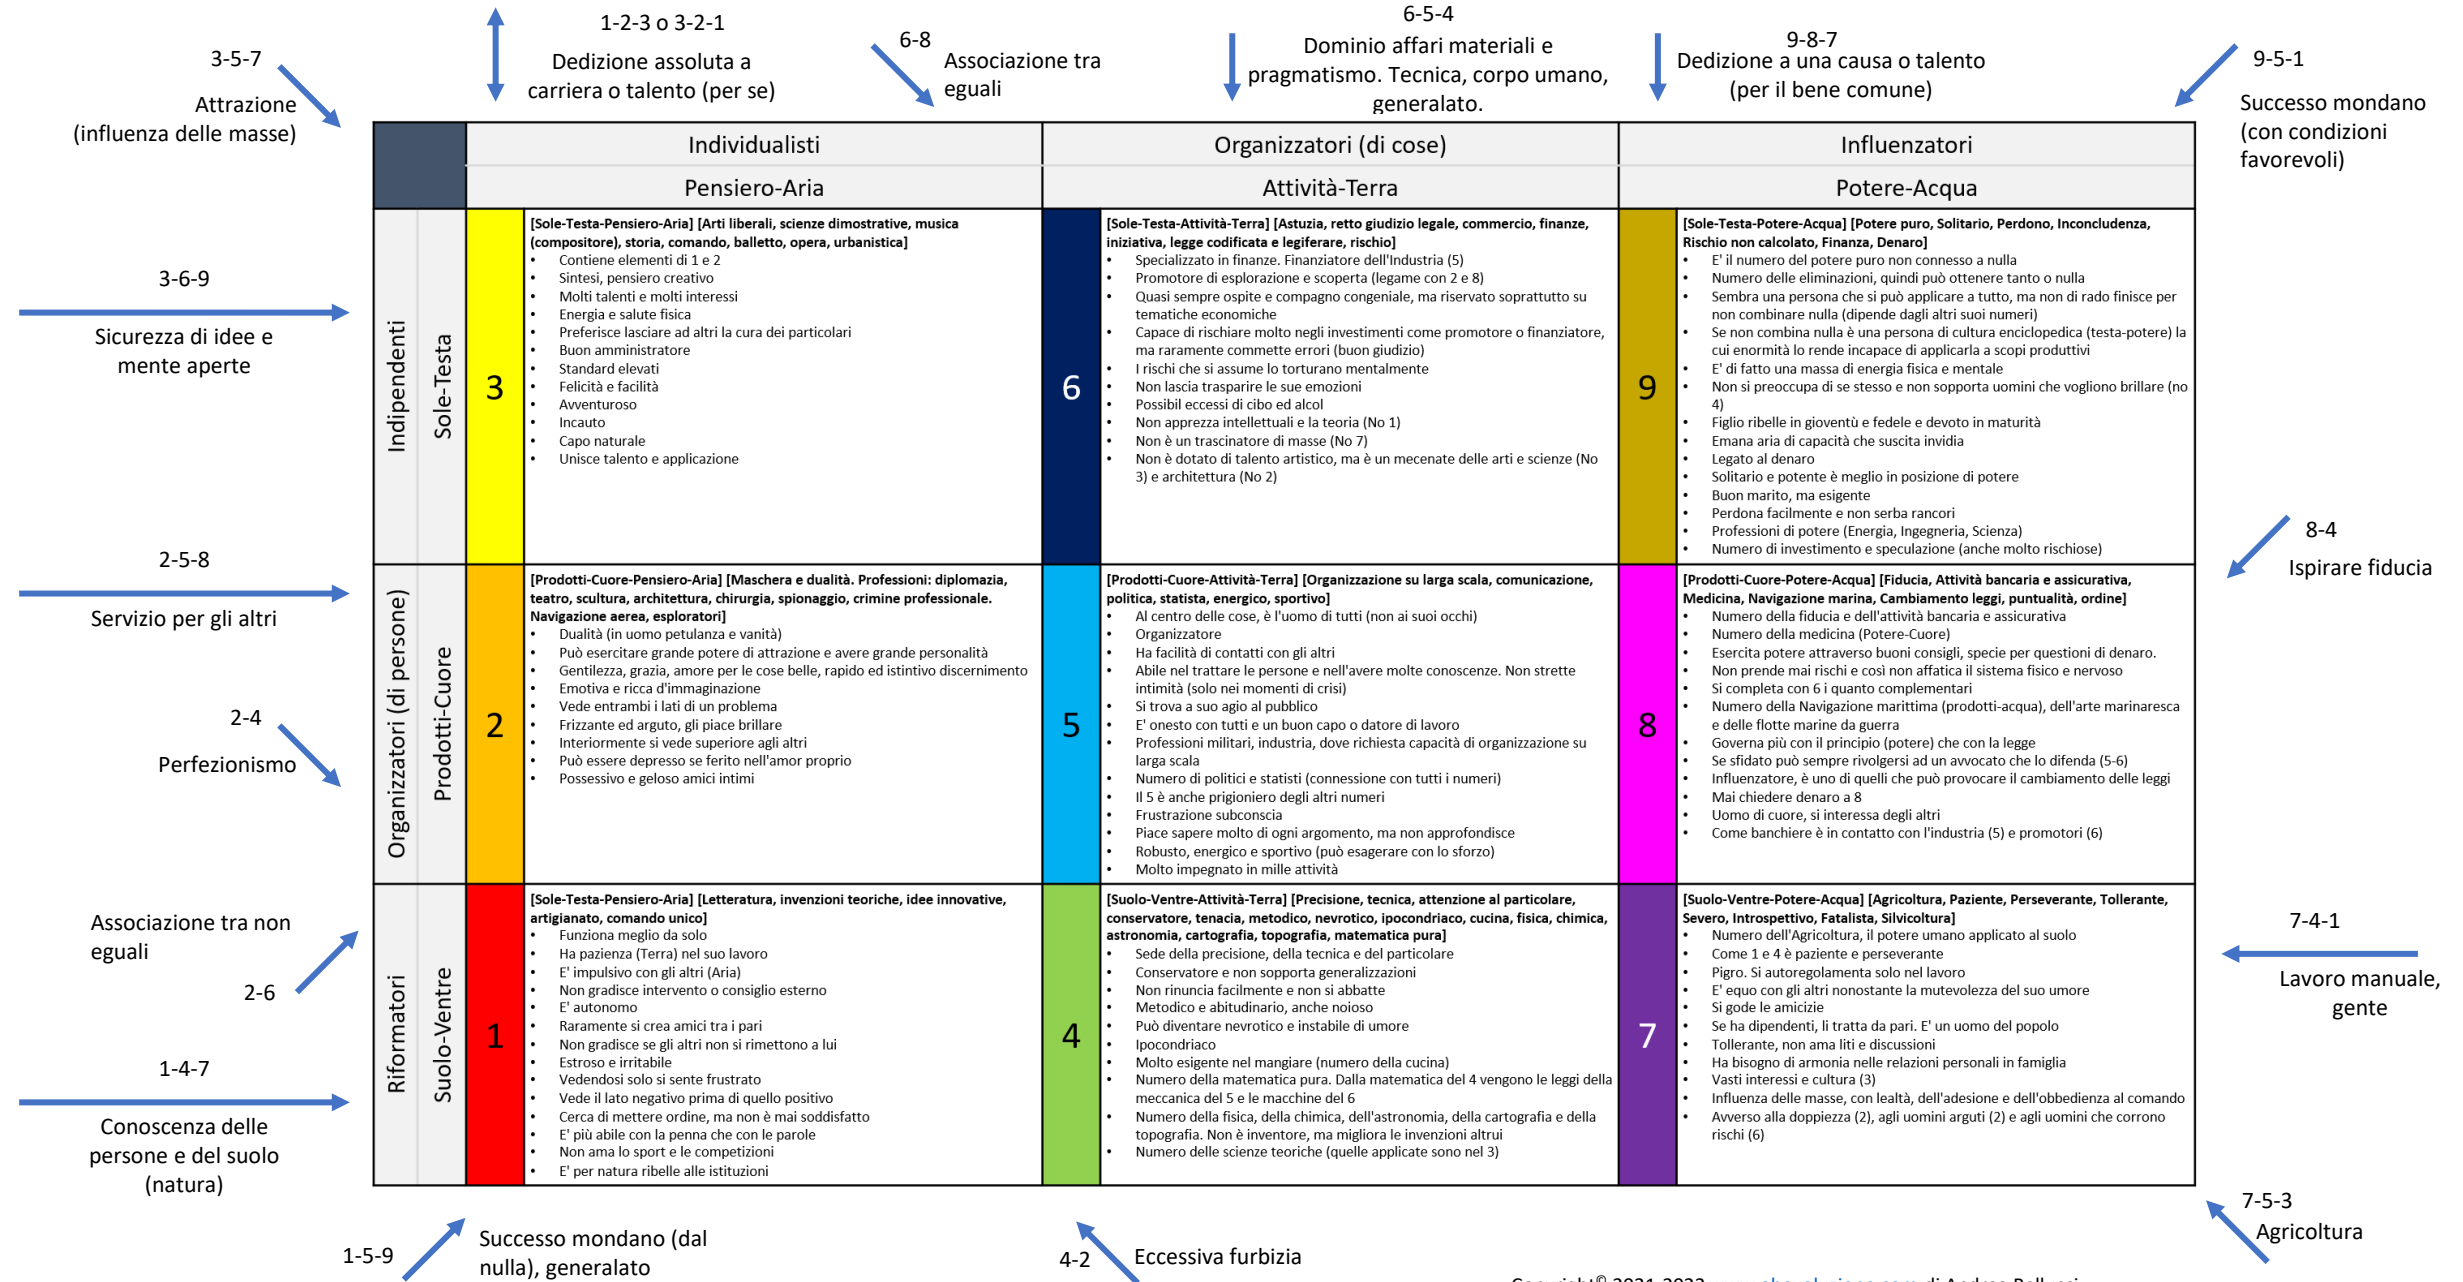 1-2-3 o 3-2-1
Dedizione assoluta a
carriera o talento (per se)
6-8
Associazione tra
eguali
6-5-4
Dominio affari materiali e
pragmatismo. Tecnica, corpo umano,
generalato.
9-8-7
Dedizione a una causa o talento
(per il bene comune)
9-5-1
Successo mondano
(con condizioni
favorevoli)
3-5-7
Attrazione
(influenza delle masse)
3-6-9
Sicurezza di idee e
mente aperte
2-5-8
Servizio per gli altri
2-4
Perfezionismo
Associazione tra non
eguali
2-6
1-4-7
Conoscenza delle
persone e del suolo
(natura)
Individualisti
Organizzatori (di cose)
Influenzatori
Pensiero-Aria
Attività-Terra
Potere-Acqua
Indipendenti
Sole-Testa
3
[Sole-Testa-Pensiero-Aria] [Arti liberali, scienze dimostrative, musica
(compositore), storia, comando, balletto, opera, urbanistica]
• Contiene elementi di 1 e 2
• Sintesi, pensiero creativo
• Molti talenti e molti interessi
• Energia e salute fisica
• Preferisce lasciare ad altri la cura dei particolari
• Buon amministratore
• Standard elevati
• Felicità e facilità
• Avventuroso
• Incauto
• Capo naturale
• Unisce talento e applicazione
6
[Sole-Testa-Attività-Terra] [Astuzia, retto giudizio legale, commercio, finanze,
iniziativa, legge codificata e legiferare, rischio]
• Specializzato in finanze. Finanziatore dell'Industria (5)
• Promotore di esplorazione e scoperta (legame con 2 e 8)
• Quasi sempre ospite e compagno congeniale, ma riservato soprattutto su
tematiche economiche
• Capace di rischiare molto negli investimenti come promotore o finanziatore,
ma raramente commette errori (buon giudizio)
• I rischi che si assume lo torturano mentalmente
• Non lascia trasparire le sue emozioni
• Possibil eccessi di cibo ed alcol
• Non apprezza intellettuali e la teoria (No 1)
• Non è un trascinatore di masse (No 7)
• Non è dotato di talento artistico, ma è un mecenate delle arti e scienze (No
3) e architettura (No 2)
9
[Sole-Testa-Potere-Acqua] [Potere puro, Solitario, Perdono, Inconcludenza,
Rischio non calcolato, Finanza, Denaro]
• E' il numero del potere puro non connesso a nulla
• Numero delle eliminazioni, quindi può ottenere tanto o nulla
• Sembra una persona che si può applicare a tutto, ma non di rado finisce per
non combinare nulla (dipende dagli altri suoi numeri)
• Se non combina nulla è una persona di cultura enciclopedica (testa-potere) la
cui enormità lo rende incapace di applicarla a scopi produttivi
• E' di fatto una massa di energia fisica e mentale
• Non si preoccupa di se stesso e non sopporta uomini che vogliono brillare (no
4)
• Figlio ribelle in gioventù e fedele e devoto in maturità
• Emana aria di capacità che suscita invidia
• Legato al denaro
• Solitario e potente è meglio in posizione di potere
• Buon marito, ma esigente
• Perdona facilmente e non serba rancori
• Professioni di potere (Energia, Ingegneria, Scienza)
• Numero di investimento e speculazione (anche molto rischiose)
Organizzatori (di persone)
Prodotti-Cuore
2
[Prodotti-Cuore-Pensiero-Aria] [Maschera e dualità. Professioni: diplomazia,
teatro, scultura, architettura, chirurgia, spionaggio, crimine professionale.
Navigazione aerea, esploratori]
• Dualità (in uomo petulanza e vanità)
• Può esercitare grande potere di attrazione e avere grande personalità
• Gentilezza, grazia, amore per le cose belle, rapido ed istintivo discernimento
• Emotiva e ricca d'immaginazione
• Vede entrambi i lati di un problema
• Frizzante ed arguto, gli piace brillare
• Interiormente si vede superiore agli altri
• Può essere depresso se ferito nell'amor proprio
• Possessivo e geloso amici intimi
5
[Prodotti-Cuore-Attività-Terra] [Organizzazione su larga scala, comunicazione,
politica, statista, energico, sportivo]
• Al centro delle cose, è l'uomo di tutti (non ai suoi occhi)
• Organizzatore
• Ha facilità di contatti con gli altri
• Abile nel trattare le persone e nell'avere molte conoscenze. Non strette
intimità (solo nei momenti di crisi)
• Si trova a suo agio al pubblico
• E' onesto con tutti e un buon capo o datore di lavoro
• Professioni militari, industria, dove richiesta capacità di organizzazione su
larga scala
• Numero di politici e statisti (connessione con tutti i numeri)
• Il 5 è anche prigioniero degli altri numeri
• Frustrazione subconscia
• Piace sapere molto di ogni argomento, ma non approfondisce
• Robusto, energico e sportivo (può esagerare con lo sforzo)
• Molto impegnato in mille attività
8
[Prodotti-Cuore-Potere-Acqua] [Fiducia, Attività bancaria e assicurativa,
Medicina, Navigazione marina, Cambiamento leggi, puntualità, ordine]
• Numero della fiducia e dell'attività bancaria e assicurativa
• Numero della medicina (Potere-Cuore)
• Esercita potere attraverso buoni consigli, specie per questioni di denaro.
• Non prende mai rischi e così non affatica il sistema fisico e nervoso
• Si completa con 6 i quanto complementari
• Numero della Navigazione marittima (prodotti-acqua), dell'arte marinaresca
e delle flotte marine da guerra
• Governa più con il principio (potere) che con la legge
• Se sfidato può sempre rivolgersi ad un avvocato che lo difenda (5-6)
• Influenzatore, è uno di quelli che può provocare il cambiamento delle leggi
• Mai chiedere denaro a 8
• Uomo di cuore, si interessa degli altri
• Come banchiere è in contatto con l'industria (5) e promotori (6)
Riformatori
Suolo-Ventre
1
[Sole-Testa-Pensiero-Aria] [Letteratura, invenzioni teoriche, idee innovative,
artigianato, comando unico]
• Funziona meglio da solo
• Ha pazienza (Terra) nel suo lavoro
• E' impulsivo con gli altri (Aria)
• Non gradisce intervento o consiglio esterno
• E' autonomo
• Raramente si crea amici tra i pari
• Non gradisce se gli altri non si rimettono a lui
• Estroso e irritabile
• Vedendosi solo si sente frustrato
• Vede il lato negativo prima di quello positivo
• Cerca di mettere ordine, ma non è mai soddisfatto
• E' più abile con la penna che con le parole
• Non ama lo sport e le competizioni
• E' per natura ribelle alle istituzioni
4
[Suolo-Ventre-Attività-Terra] [Precisione, tecnica, attenzione al particolare,
conservatore, tenacia, metodico, nevrotico, ipocondriaco, cucina, fisica, chimica,
astronomia, cartografia, topografia, matematica pura]
• Sede della precisione, della tecnica e del particolare
• Conservatore e non sopporta generalizzazioni
• Non rinuncia facilmente e non si abbatte
• Metodico e abitudinario, anche noioso
• Può diventare nevrotico e instabile di umore
• Ipocondriaco
• Molto esigente nel mangiare (numero della cucina)
• Numero della matematica pura. Dalla matematica del 4 vengono le leggi della
meccanica del 5 e le macchine del 6
• Numero della fisica, della chimica, dell'astronomia, della cartografia e della
topografia. Non è inventore, ma migliora le invenzioni altrui
• Numero delle scienze teoriche (quelle applicate sono nel 3)
7
[Suolo-Ventre-Potere-Acqua] [Agricoltura, Paziente, Perseverante, Tollerante,
Severo, Introspettivo, Fatalista, Silvicoltura]
• Numero dell'Agricoltura, il potere umano applicato al suolo
• Come 1 e 4 è paziente e perseverante
• Pigro. Si autoregolamenta solo nel lavoro
• E' equo con gli altri nonostante la mutevolezza del suo umore
• Si gode le amicizie
• Se ha dipendenti, li tratta da pari. E' un uomo del popolo
• Tollerante, non ama liti e discussioni
• Ha bisogno di armonia nelle relazioni personali in famiglia
• Vasti interessi e cultura (3)
• Influenza delle masse, con lealtà, dell'adesione e dell'obbedienza al comando
• Avverso alla doppiezza (2), agli uomini arguti (2) e agli uomini che corrono
rischi (6)
8-4
Ispirare fiducia
7-4-1
Lavoro manuale,
gente
7-5-3
Agricoltura
1-5-9
Successo mondano (dal
nulla), generalato
4-2
Eccessiva furbizia